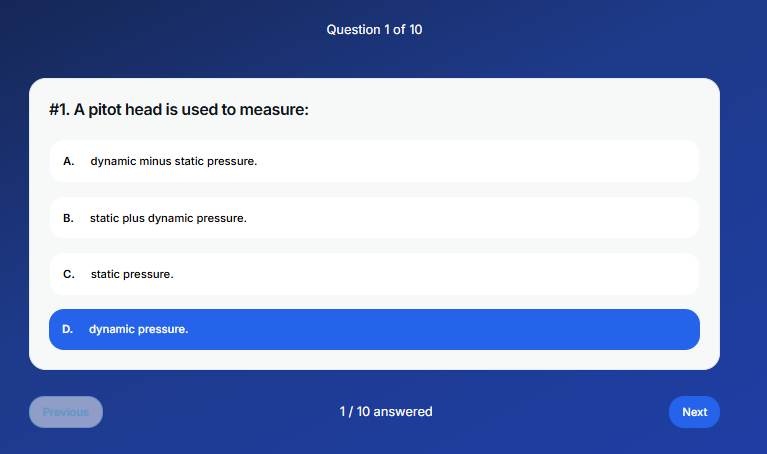 Question 1 of 10
#1. A pitot head is used to measure:
A. dynamic minus static pressure.
B. static plus dynamic pressure.
C. static pressure.
D. dynamic pressure.
Previous
1 / 10 answered
Next